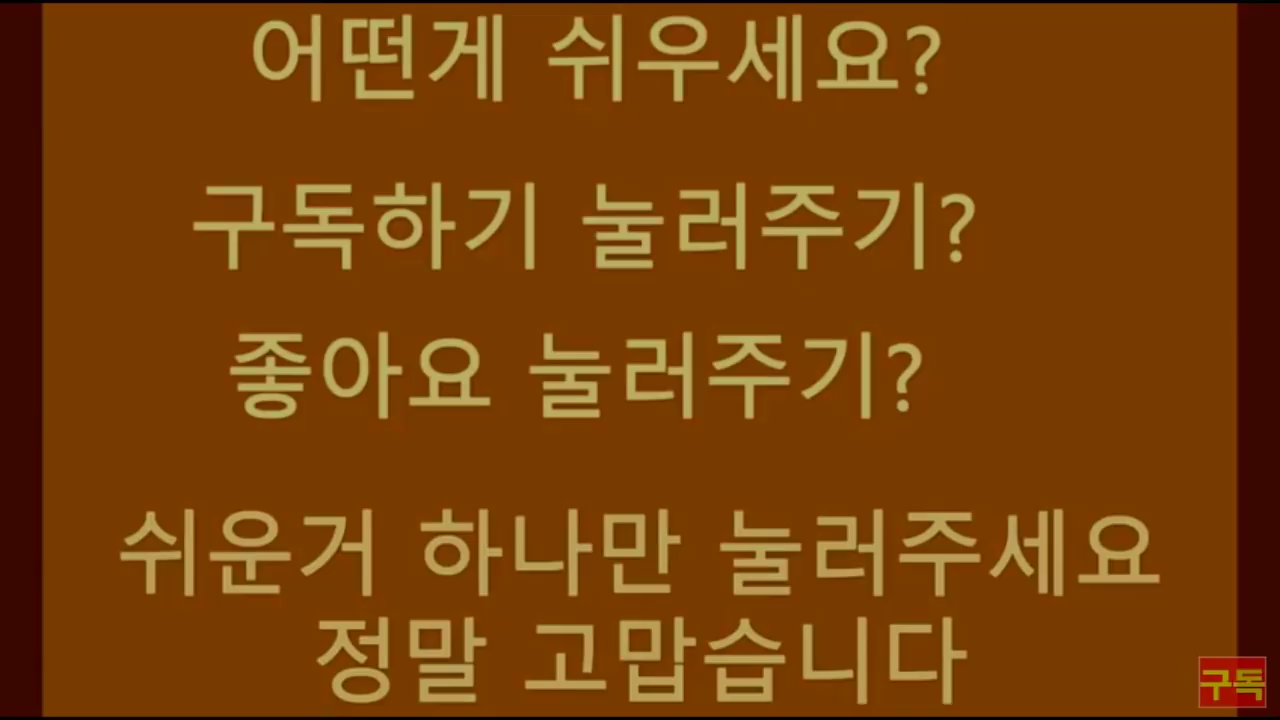 어떤게 쉬우세요?
구독하기 눌러주기?
좋아요 눌러주기?
쉬운거 하나만 눌러주세요
정말 고맙습니다
구독